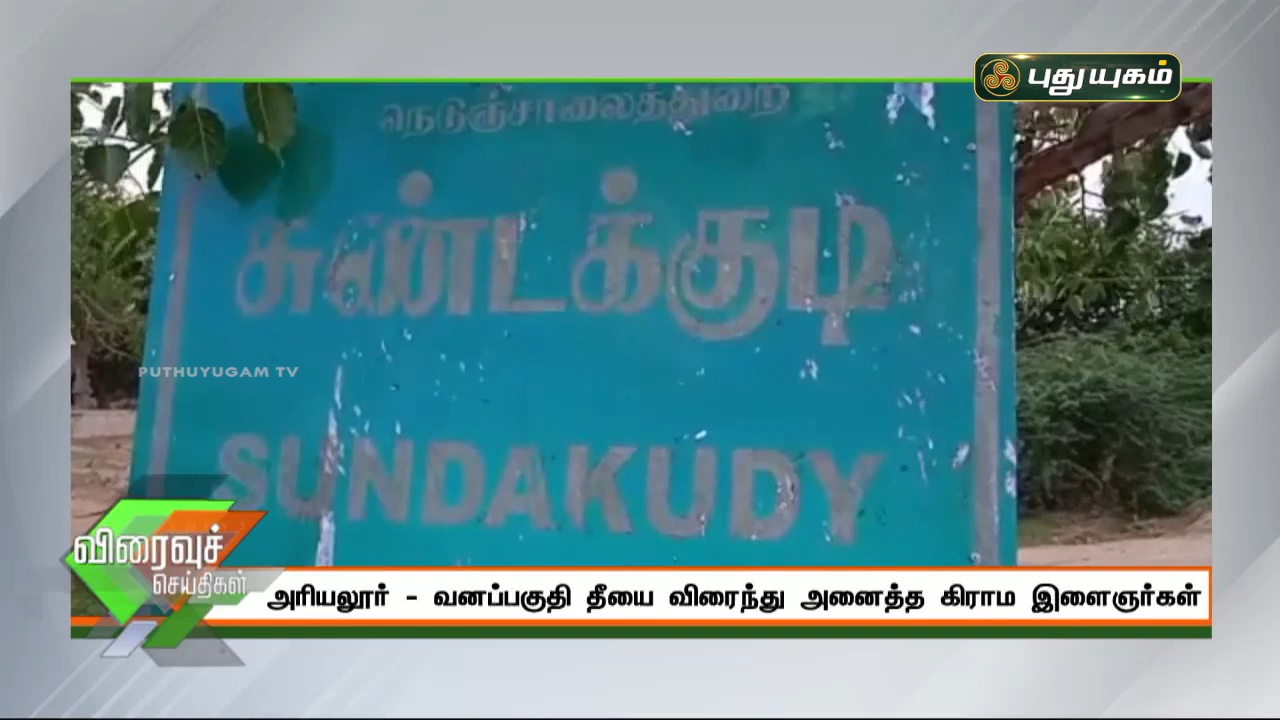 புதுயுகம்
நெடுஞ்சாலைத்துறை
சுண்டக்குடி
PUTHUYUGAM TV
SUNDAKUDY
விரைவுச்
செய்திகள்
அரியலூர் - வனப்பகுதி தீயை விரைந்து அனைத்த கிராம இளைஞர்கள்